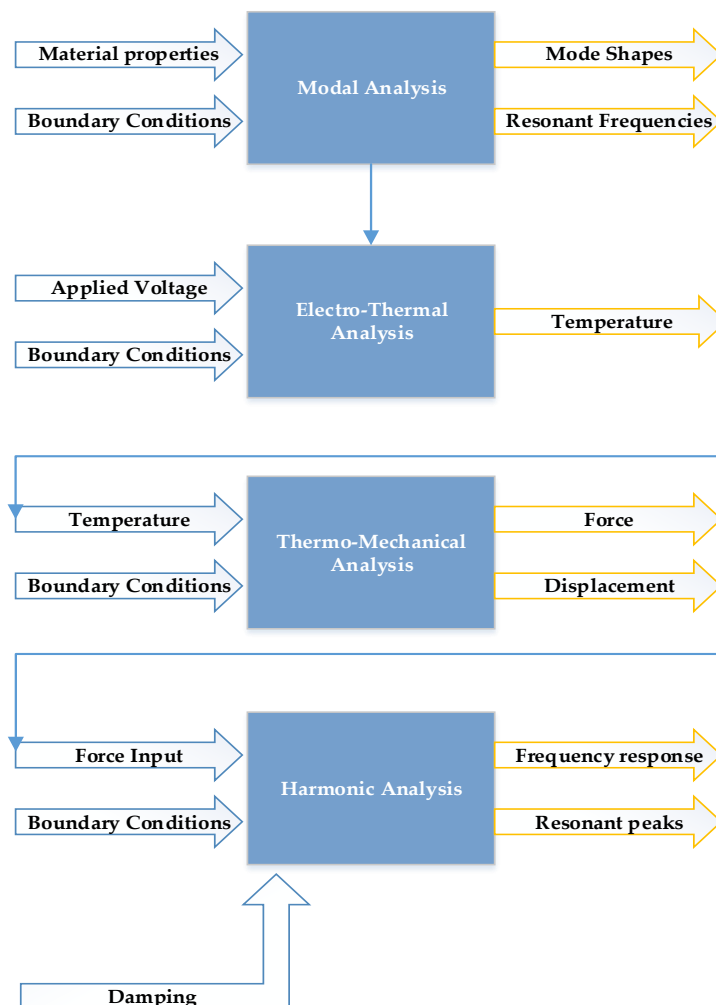 Material properties
Mode Shapes
Modal Analysis
Boundary Conditions
Resonant Frequencies
Applied Voltage
Electro-Thermal
Analysis
Temperature
Boundary Conditions
Temperature
Force
Thermo-Mechanical
Analysis
Boundary Conditions
Displacement
Force Input
Frequency response
Harmonic Analysis
Boundary Conditions
Resonant peaks
Damping